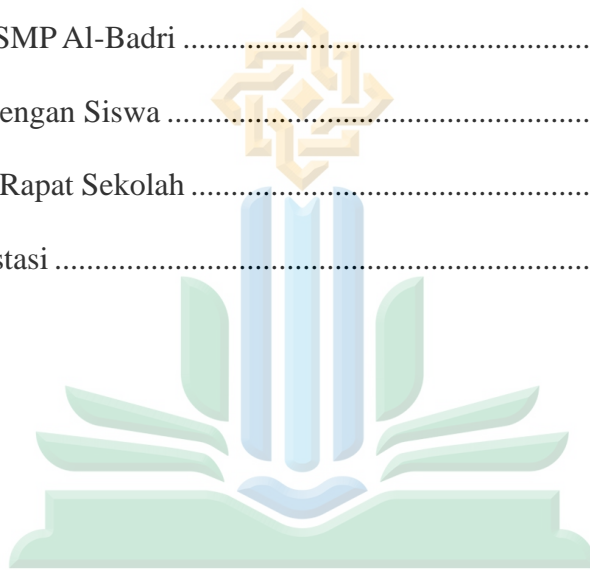 SMP Al-Badri ....................................................
engan Siswa ......................................................
Rapat Sekolah ...................................................
stasi ....................................................................